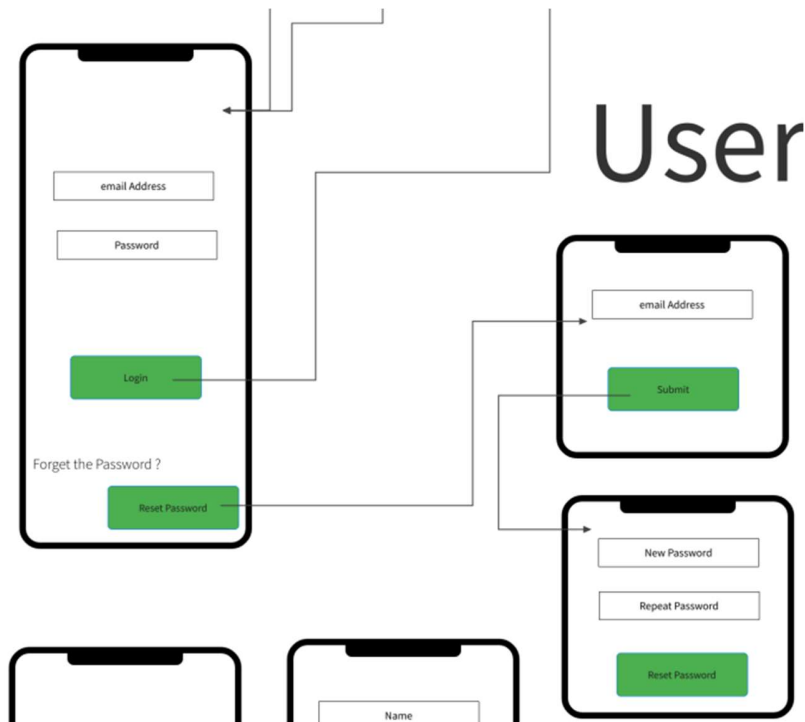 User
email Address
Password
Login
Forget the Password ?
Reset Password
email Address
Submit
New Password
Repeat Password
Reset Password
Name